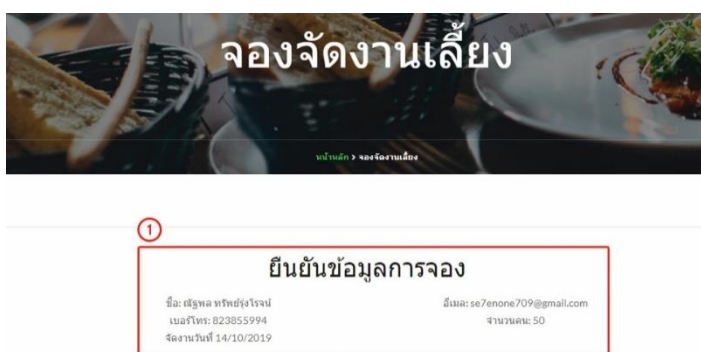 จองจัดงานเลี้ยง
หน้าหลัก > จองจัดงานเลี้ยง
1
ยืนยันข้อมูลการจอง
ชื่อ: ณัฐพล ทรัพย์รุ่งโรจน์
อีเมล: se7enone709@gmail.com
เบอร์โทร: 823855994
จำนวนคน: 50
จัดงานวันที่ 14/10/2019